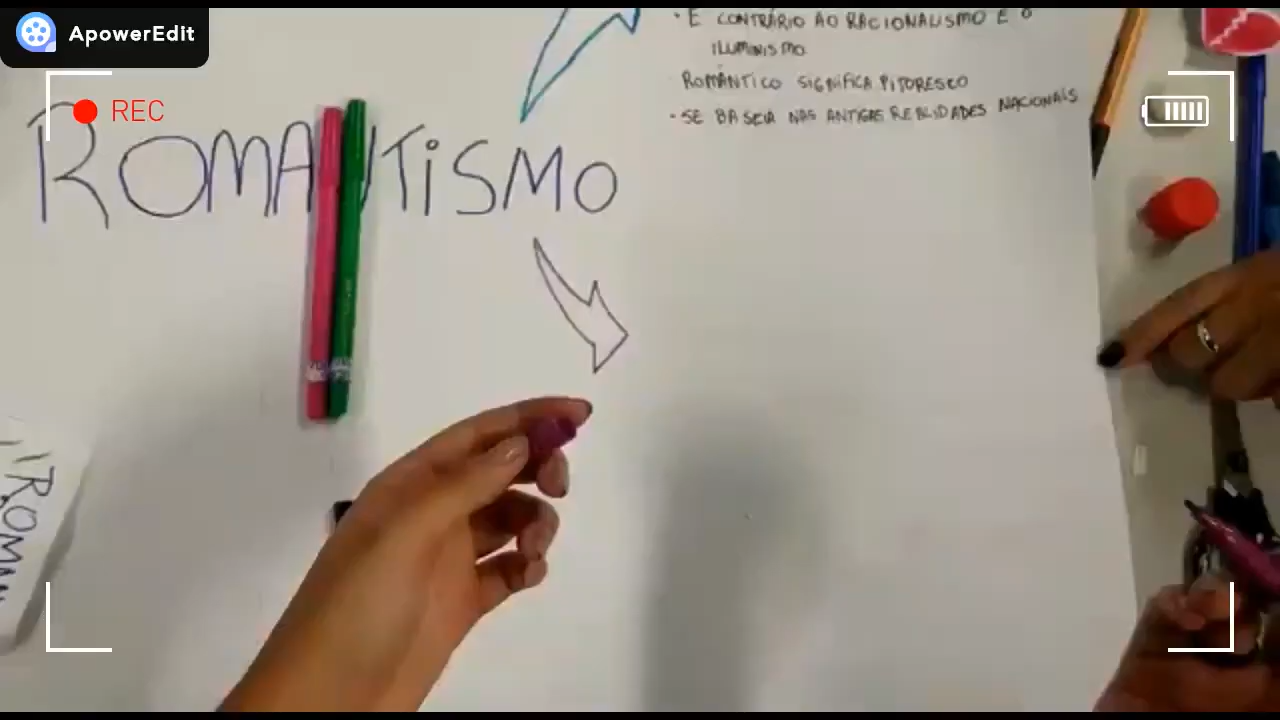 ApowerEdit
REC
• E CONTRÁRIO AO RACIONALISMO E O
ILUMINISMO
ROMÂNTICO SIGNIFICA PITORESCO
• SE BASEIA NAS ANTIGAS REALIDADES NACIONAIS
ROMANTISMO